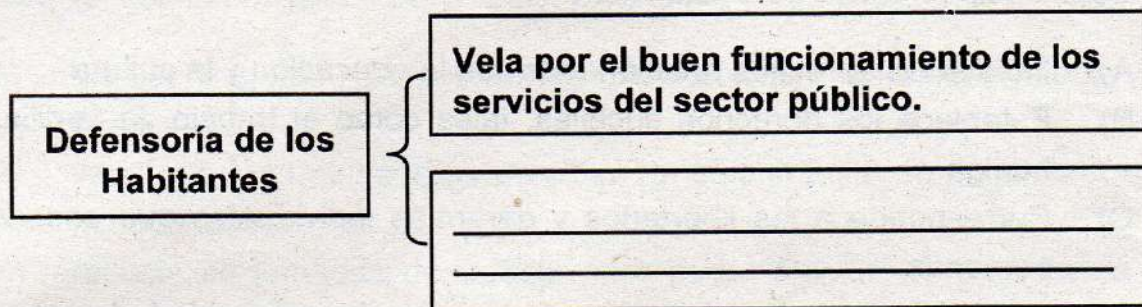 Defensoría de los
Habitantes
Vela por el buen funcionamiento de los
servicios del sector público.